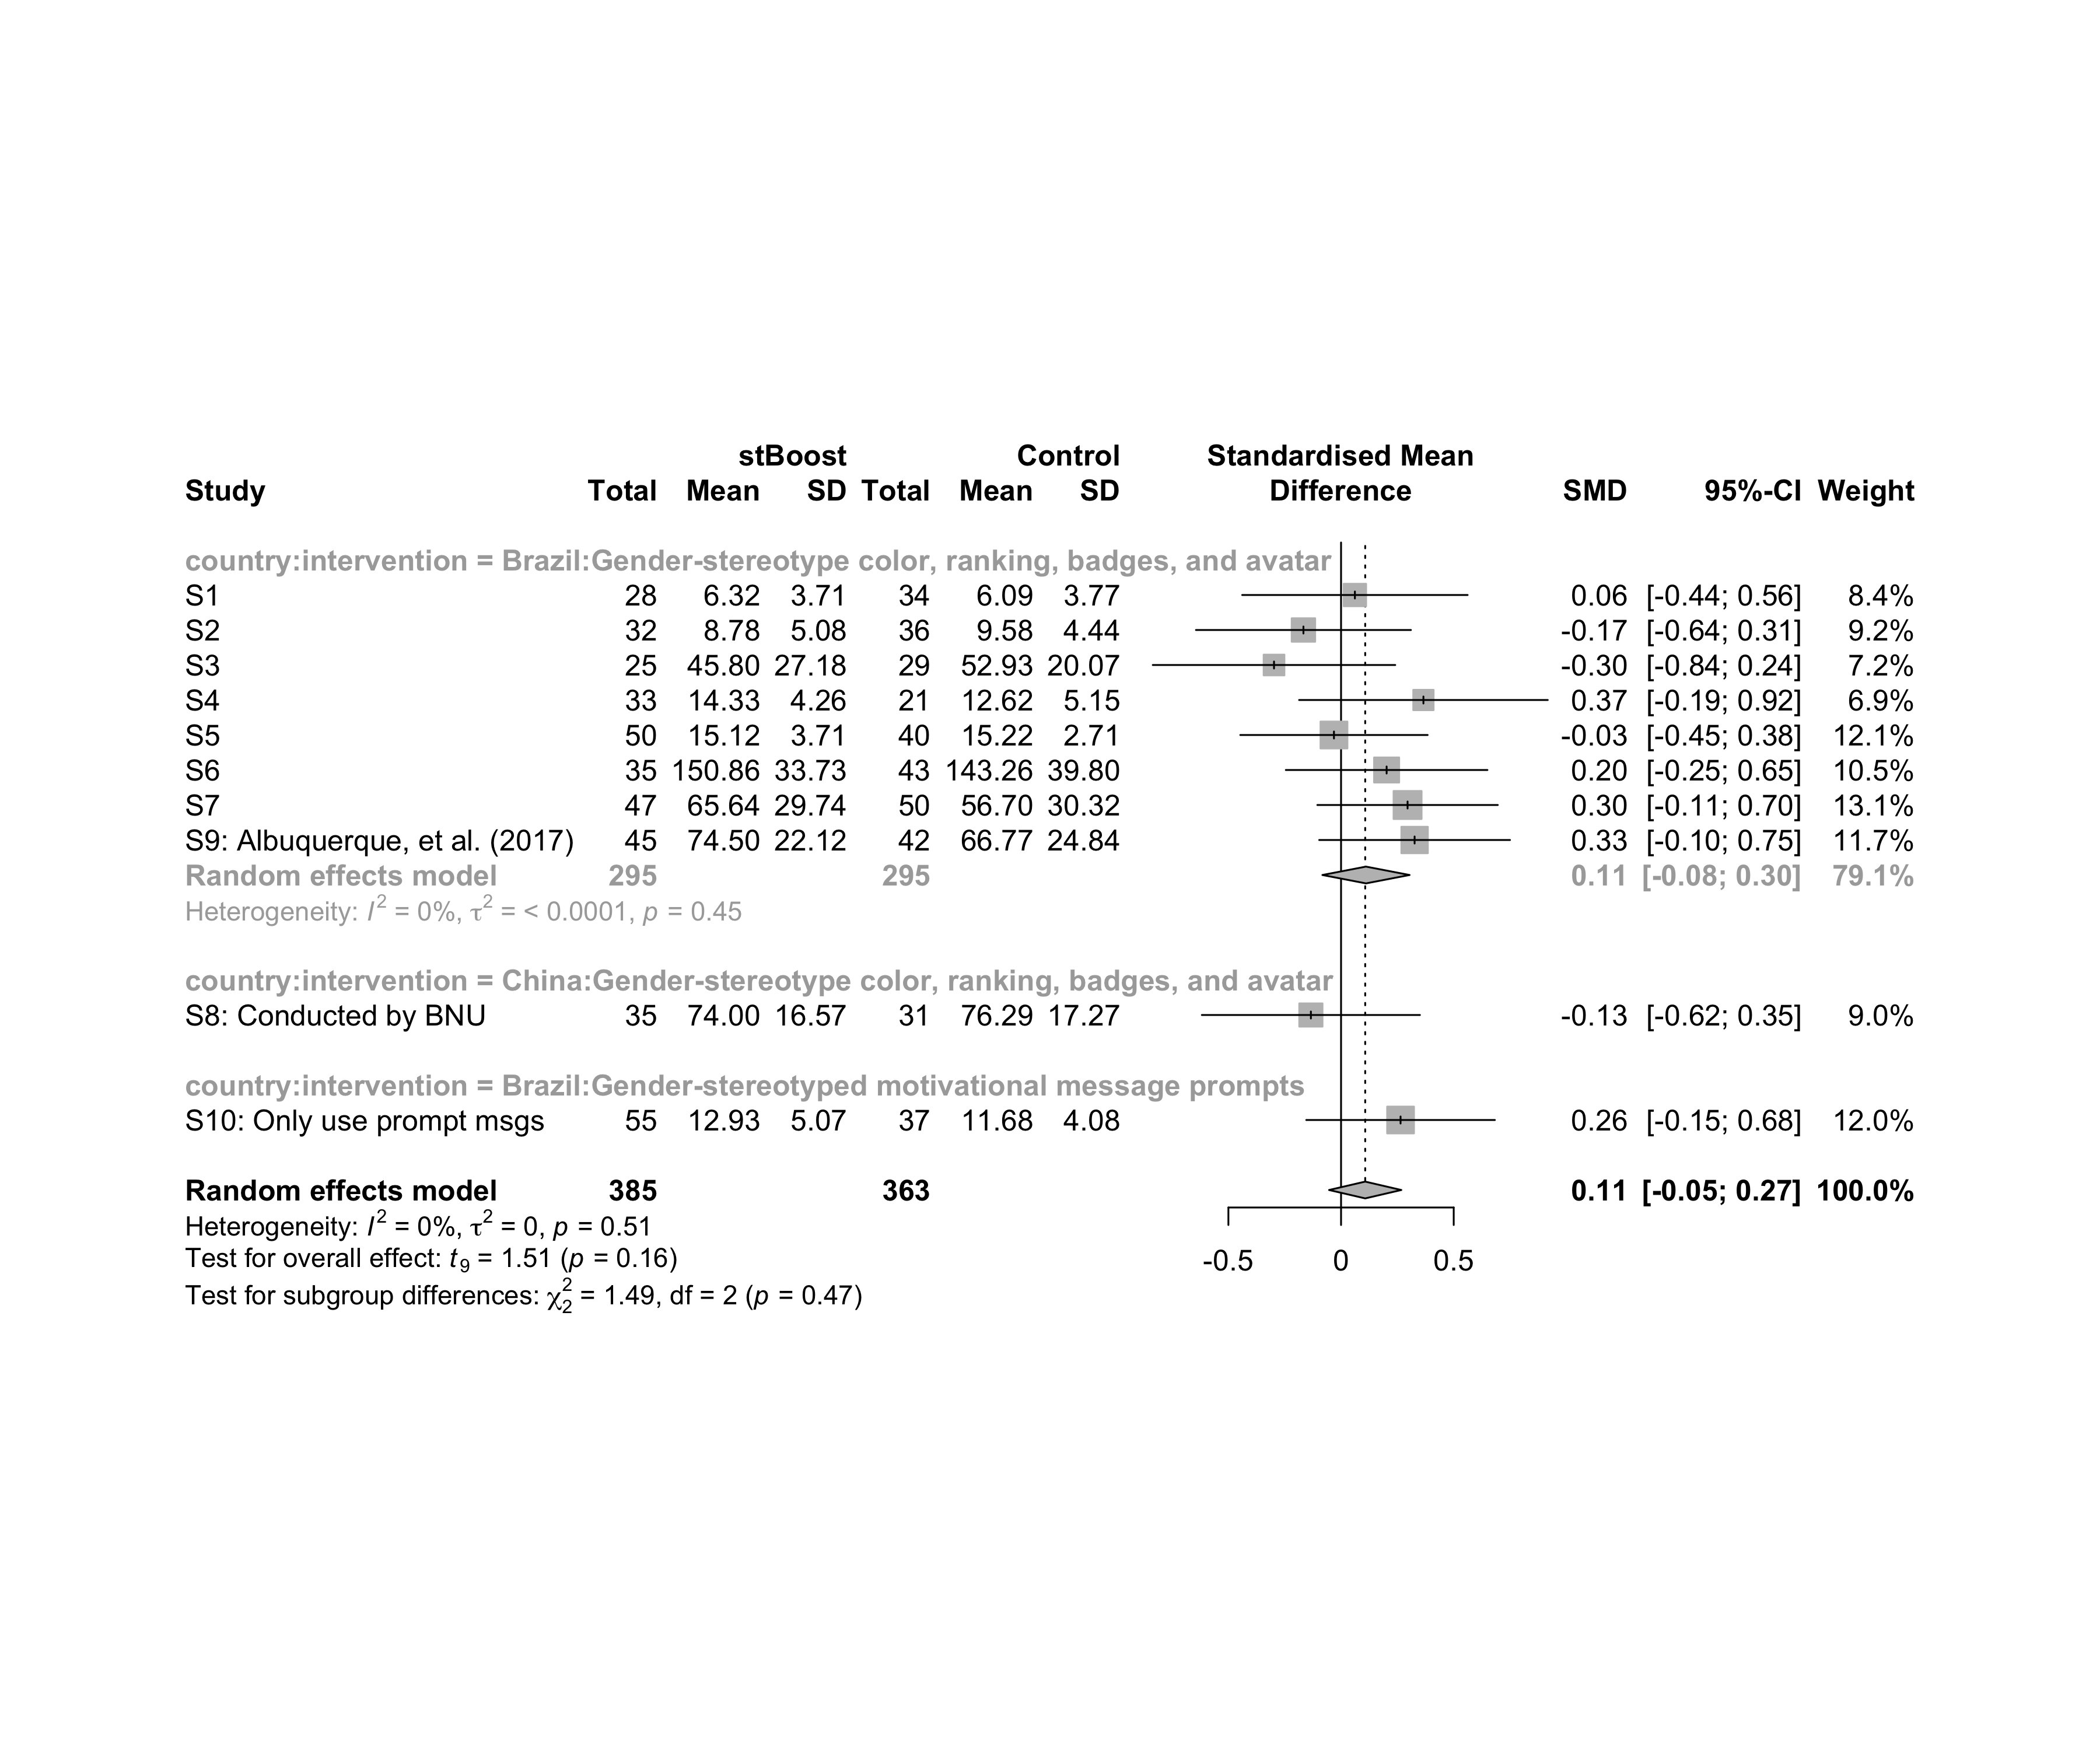 stBoost Control Standardised Mean
Study Total Mean SD Total Mean SD Difference SMD 95%-CI Weight
country:intervention = Brazil:Gender-stereotype color, ranking, badges, and avatar
S1 28 6.32 3.71 34 6.09 3.77 0.06 [-0.44; 0.56] 8.4%
S2 32 8.78 5.08 36 9.58 4.44 -0.17 [-0.64; 0.31] 9.2%
S3 25 45.80 27.18 29 52.93 20.07 -0.30 [-0.84; 0.24] 7.2%
S4 33 14.33 4.26 21 12.62 5.15 0.37 [-0.19; 0.92] 6.9%
S5 50 15.12 3.71 40 15.22 2.71 -0.03 [-0.45; 0.38] 12.1%
S6 35 150.86 33.73 43 143.26 39.80 0.20 [-0.25; 0.65] 10.5%
S7 47 65.64 29.74 50 56.70 30.32 0.30 [-0.11; 0.70] 13.1%
S9: Albuquerque, et al. (2017) 45 74.50 22.12 42 66.77 24.84 0.33 [-0.10; 0.75] 11.7%
Random effects model 295 295 0.11 [-0.08; 0.30] 79.1%
Heterogeneity: I² = 0%, τ² = < 0.0001, p = 0.45
country:intervention = China:Gender-stereotype color, ranking, badges, and avatar
S8: Conducted by BNU 35 74.00 16.57 31 76.29 17.27 -0.13 [-0.62; 0.35] 9.0%
country:intervention = Brazil:Gender-stereotyped motivational message prompts
S10: Only use prompt msgs 55 12.93 5.07 37 11.68 4.08 0.26 [-0.15; 0.68] 12.0%
Random effects model 385 363 0.11 [-0.05; 0.27] 100.0%
Heterogeneity: I² = 0%, τ² = 0, p = 0.51
Test for overall effect: t₉ = 1.51 (p = 0.16)
-0.5 0 0.5
Test for subgroup differences: χ²₂ = 1.49, df = 2 (p = 0.47)